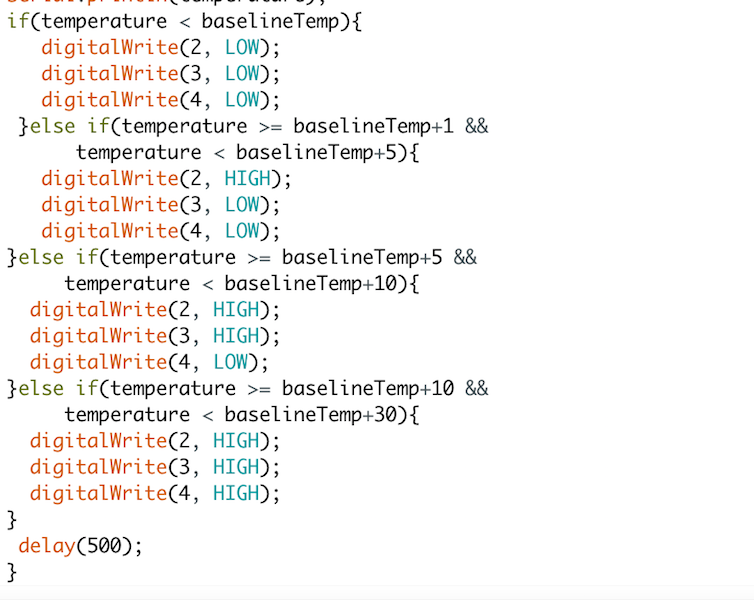 Serial.println(temperature);
if(temperature < baselineTemp){
digitalWrite(2, LOW);
digitalWrite(3, LOW);
digitalWrite(4, LOW);
}else if(temperature >= baselineTemp+1 &&
temperature < baselineTemp+5){
digitalWrite(2, HIGH);
digitalWrite(3, LOW);
digitalWrite(4, LOW);
}else if(temperature >= baselineTemp+5 &&
temperature < baselineTemp+10){
digitalWrite(2, HIGH);
digitalWrite(3, HIGH);
digitalWrite(4, LOW);
}else if(temperature >= baselineTemp+10 &&
temperature < baselineTemp+30){
digitalWrite(2, HIGH);
digitalWrite(3, HIGH);
digitalWrite(4, HIGH);
}
delay(500);
}